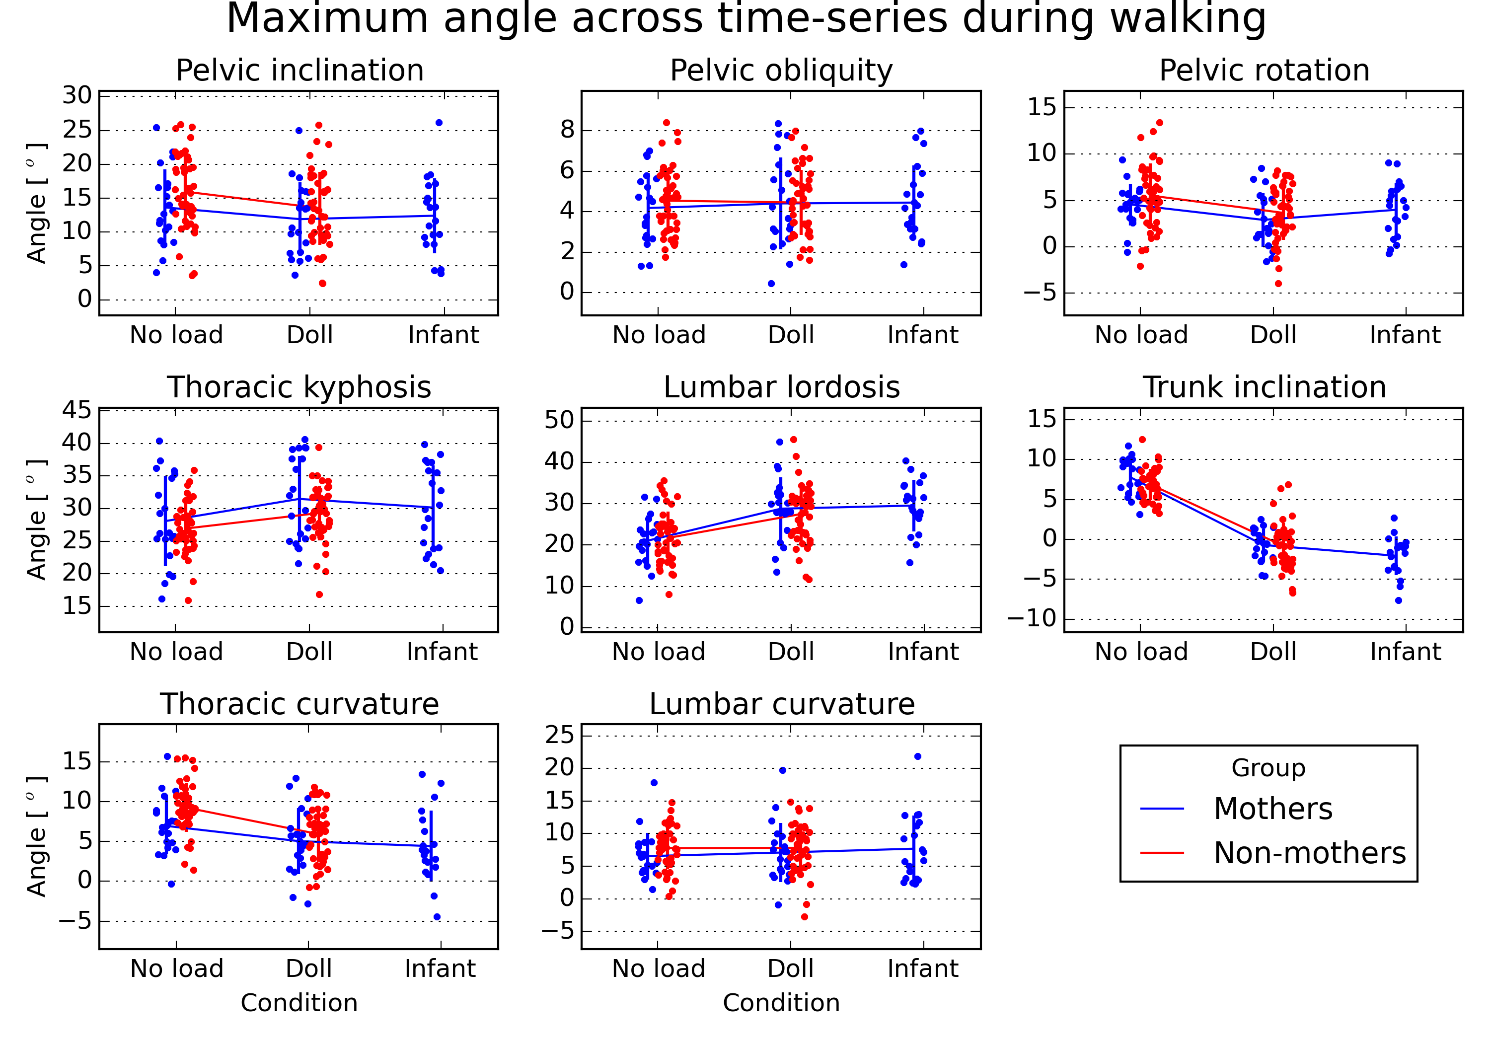 Maximum angle across time-series during walking
Pelvic inclination
Angle [ ° ]
30
25
20
15
10
5
0
No load Doll Infant
Pelvic obliquity
8
6
4
2
0
No load Doll Infant
Pelvic rotation
15
10
5
0
−5
No load Doll Infant
Thoracic kyphosis
Angle [ ° ]
45
40
35
30
25
20
15
No load Doll Infant
Lumbar lordosis
50
40
30
20
10
0
No load Doll Infant
Trunk inclination
15
10
5
0
−5
−10
No load Doll Infant
Thoracic curvature
Angle [ ° ]
15
10
5
0
−5
No load Doll Infant
Condition
Lumbar curvature
25
20
15
10
5
0
−5
No load Doll Infant
Condition
Group
Mothers
Non-mothers